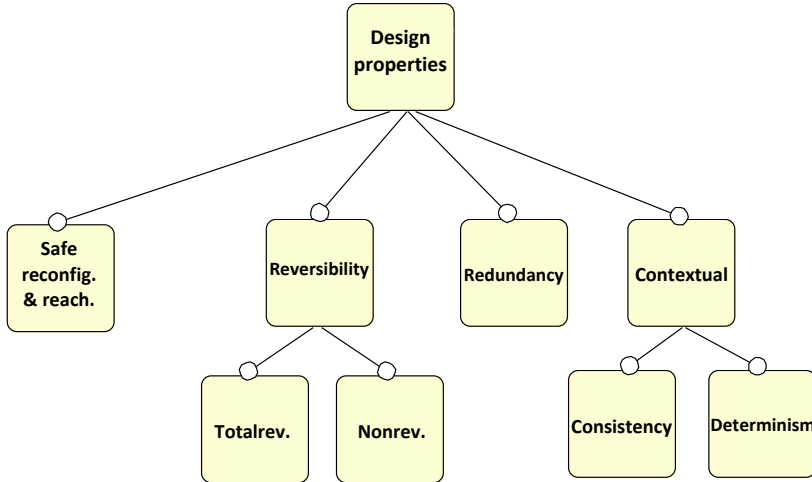 Design
properties
Safe
reconfig.
& reach.
Reversibility
Redundancy
Contextual
Totalrev.
Nonrev.
Consistency
Determinism